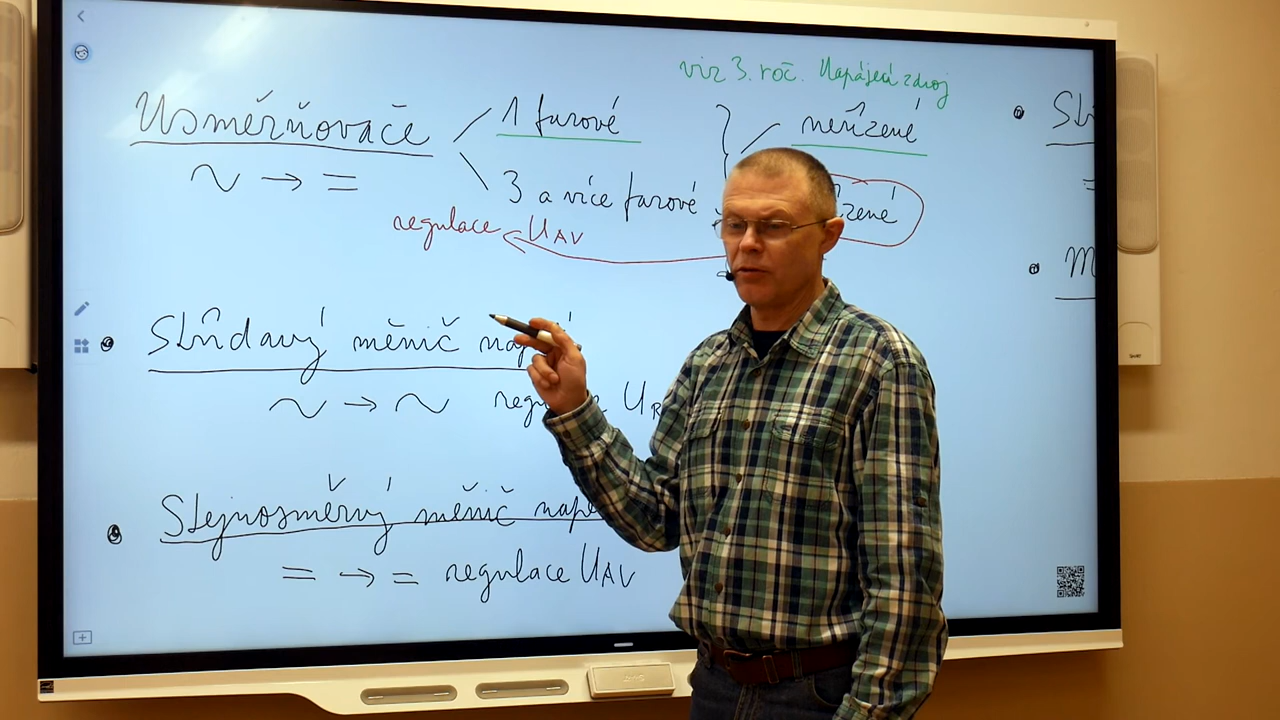 viz 3. roč. Napájecí zdroj
Usměrňovače
1 fázové
neřízené
∼ → =
3 a více fázové
regulace UAV
Střídavý měnič
∼ → ∼
Stejnosměrný měnič
= → = regulace UAV